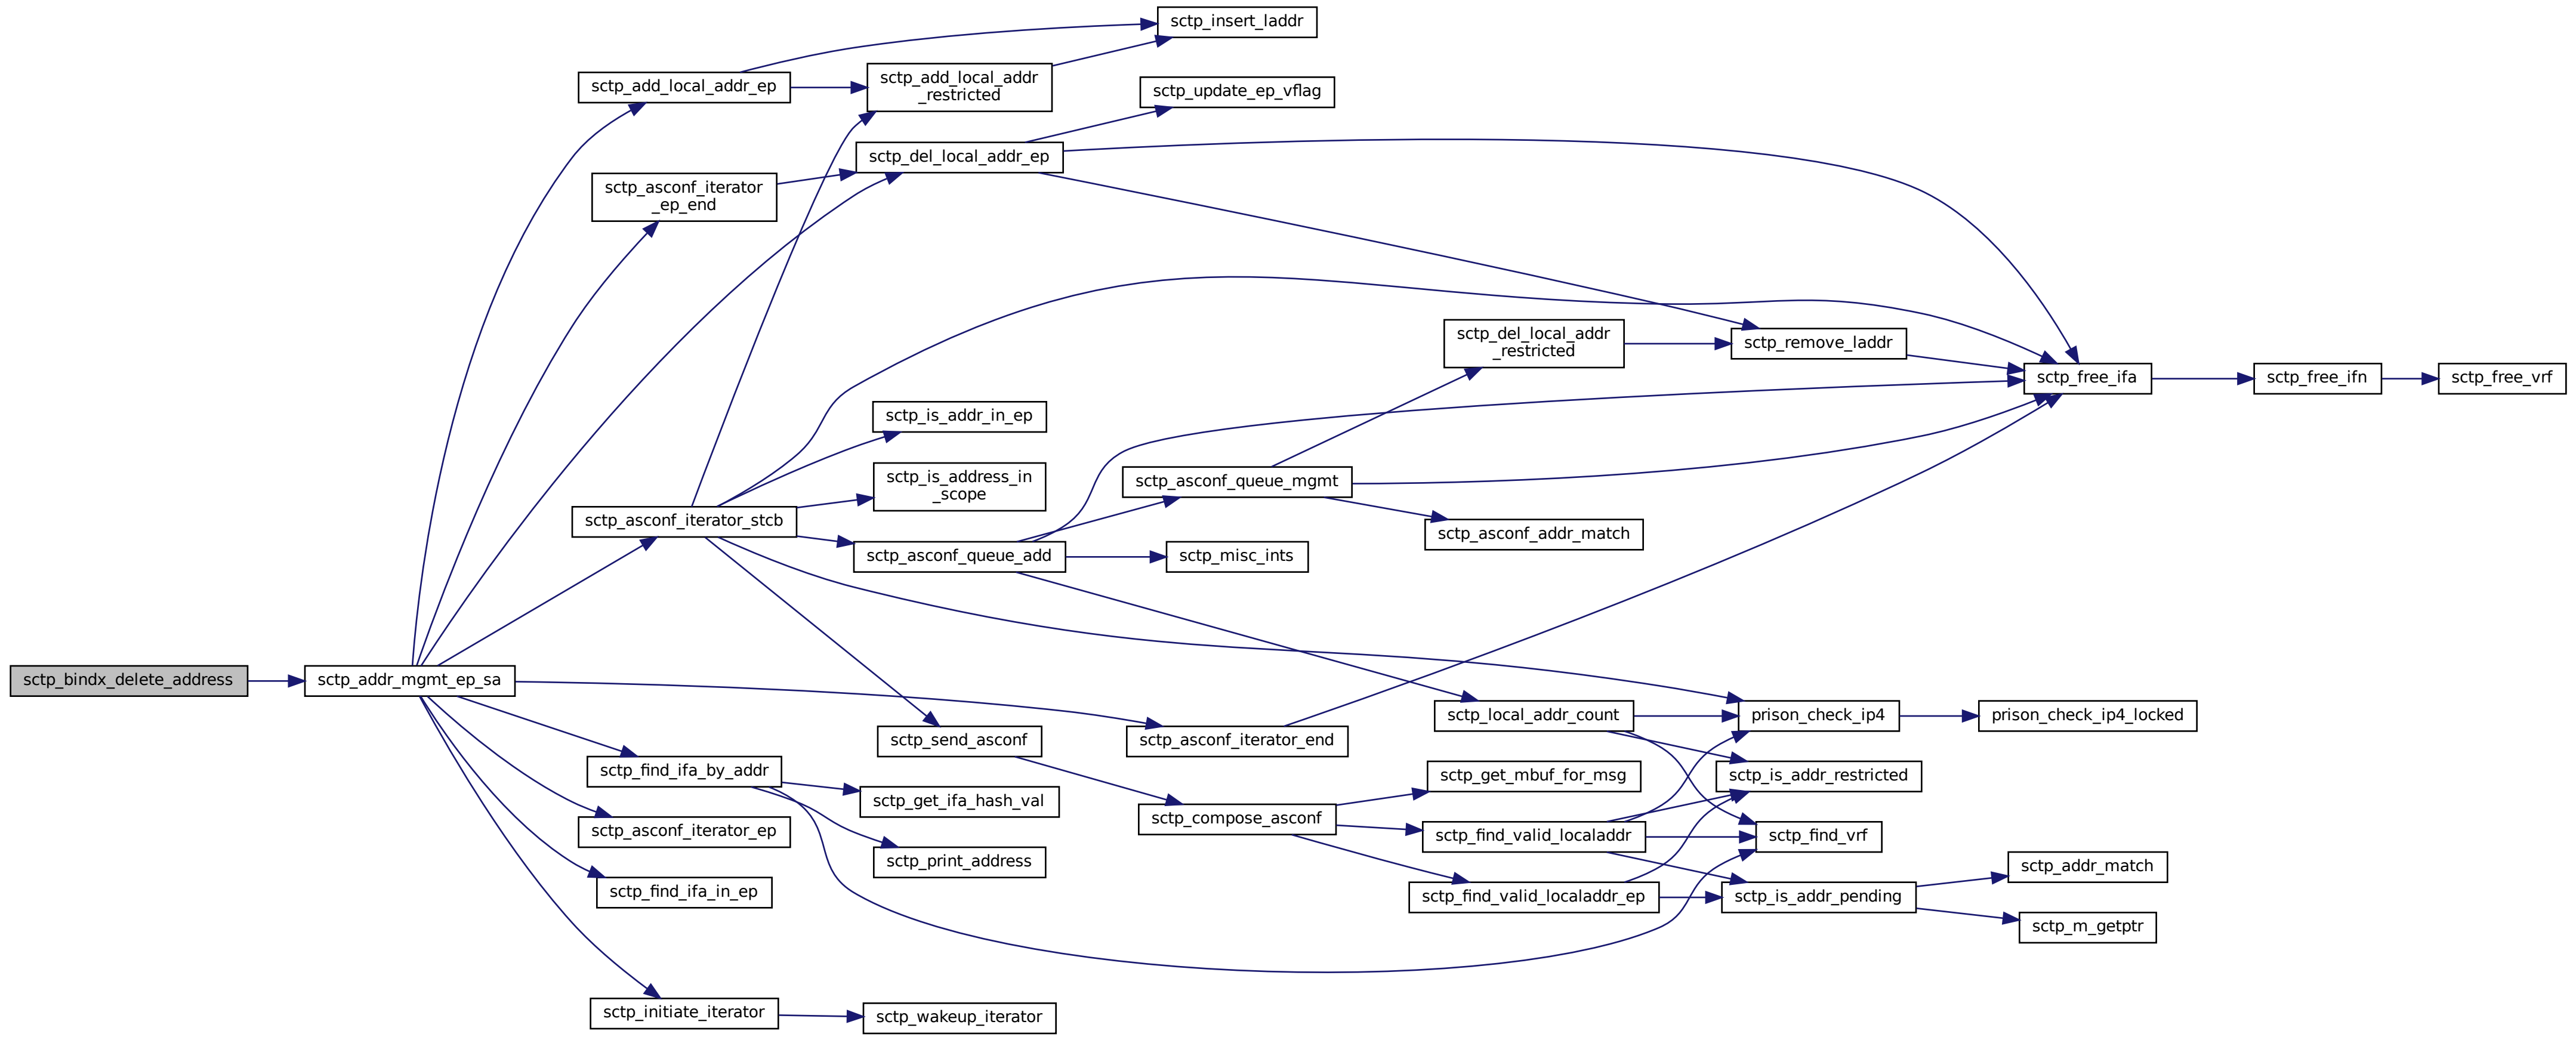 sctp_insert_laddr
sctp_add_local_addr_ep
sctp_add_local_addr
_restricted
sctp_update_ep_vflag
sctp_del_local_addr_ep
sctp_asconf_iterator
_ep_end
sctp_del_local_addr
_restricted
sctp_remove_laddr
sctp_free_ifa
sctp_free_ifn
sctp_free_vrf
sctp_is_addr_in_ep
sctp_is_address_in
_scope
sctp_asconf_queue_mgmt
sctp_asconf_iterator_stcb
sctp_asconf_addr_match
sctp_asconf_queue_add
sctp_misc_ints
sctp_bindx_delete_address
sctp_addr_mgmt_ep_sa
sctp_local_addr_count
prison_check_ip4
prison_check_ip4_locked
sctp_send_asconf
sctp_asconf_iterator_end
sctp_find_ifa_by_addr
sctp_get_mbuf_for_msg
sctp_is_addr_restricted
sctp_get_ifa_hash_val
sctp_compose_asconf
sctp_asconf_iterator_ep
sctp_find_valid_localaddr
sctp_find_vrf
sctp_print_address
sctp_addr_match
sctp_find_ifa_in_ep
sctp_find_valid_localaddr_ep
sctp_is_addr_pending
sctp_m_getptr
sctp_initiate_iterator
sctp_wakeup_iterator